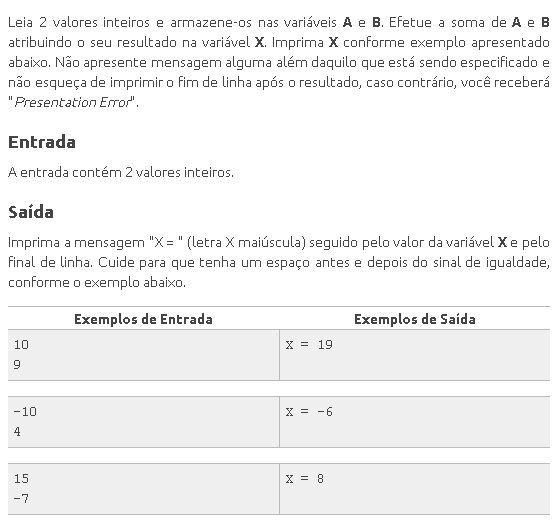 Leia 2 valores inteiros e armazene-os nas variáveis A e B. Efetue a soma de A e B
atribuindo o seu resultado na variável X. Imprima X conforme exemplo apresentado
abaixo. Não apresente mensagem alguma além daquilo que está sendo especificado e
não esqueça de imprimir o fim de linha após o resultado, caso contrário, você receberá
"Presentation Error".
Entrada
A entrada contém 2 valores inteiros.
Saída
Imprima a mensagem "X = " (letra X maiúscula) seguido pelo valor da variável X e pelo
final de linha. Cuide para que tenha um espaço antes e depois do sinal de igualdade,
conforme o exemplo abaixo.
Exemplos de Entrada Exemplos de Saída
10 X = 19
9
-10 X = -6
4
15 X = 8
-7